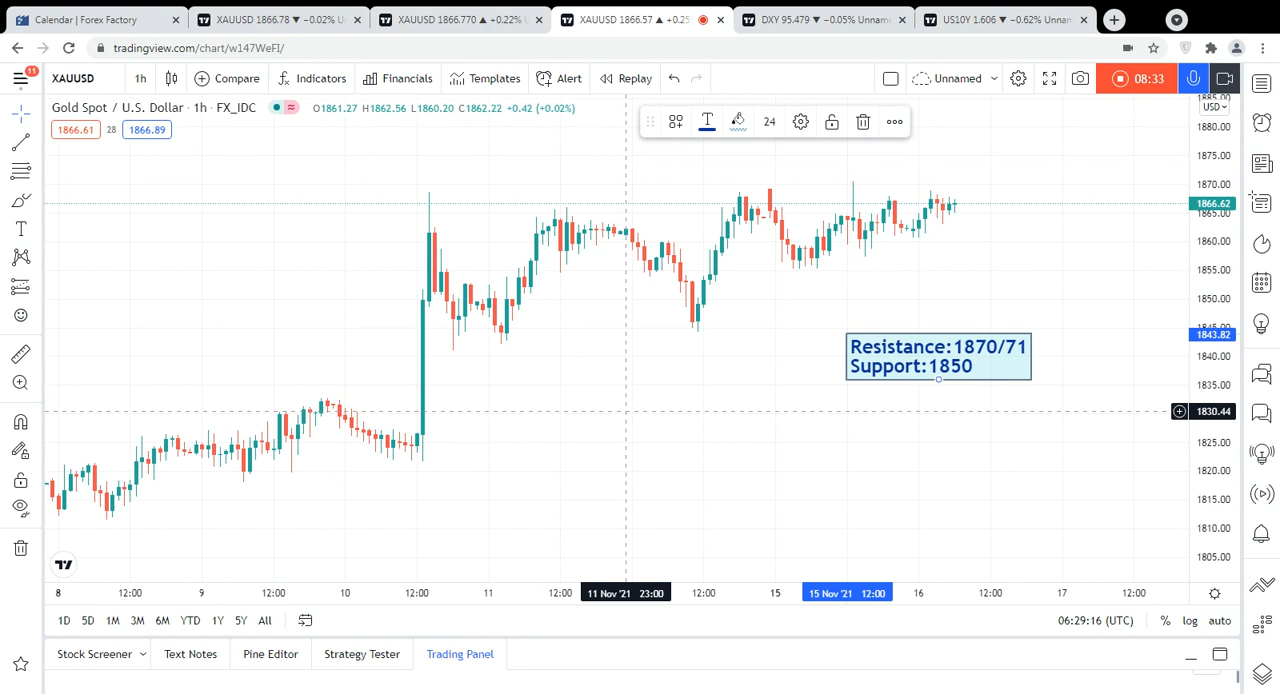 Calendar | Forex Factory
XAUUSD 1866.78 ▼ −0.02% Unn
XAUUSD 1866.770 ▲ +0.22% U
XAUUSD 1866.57 ▲ +0.25
DXY 95.479 ▼ −0.05% Unnam
US10Y 1.606 ▼ −0.62% Unnam
tradingview.com/chart/w147WeFI/
11
XAUUSD
1h
Compare
Indicators
Financials
Templates
Alert
Replay
Unnamed
08:33
Gold Spot / U.S. Dollar · 1h · FX_IDC
O1861.27 H1862.56 L1860.20 C1862.22 +0.42 (+0.02%)
1866.61
28
1866.89
24
USD
1885.00
1880.00
1875.00
1870.00
1866.62
1865.00
1860.00
1855.00
1850.00
1845.00
1843.82
1840.00
1835.00
1830.44
1825.00
1820.00
1815.00
1810.00
1805.00
Resistance:1870/71
Support:1850
8
12:00
9
12:00
10
12:00
11
12:00
11 Nov '21 23:00
12:00
15
15 Nov '21 12:00
16
12:00
17
12:00
1D 5D 1M 3M 6M YTD 1Y 5Y All
06:29:16 (UTC)
% log auto
Stock Screener
Text Notes
Pine Editor
Strategy Tester
Trading Panel